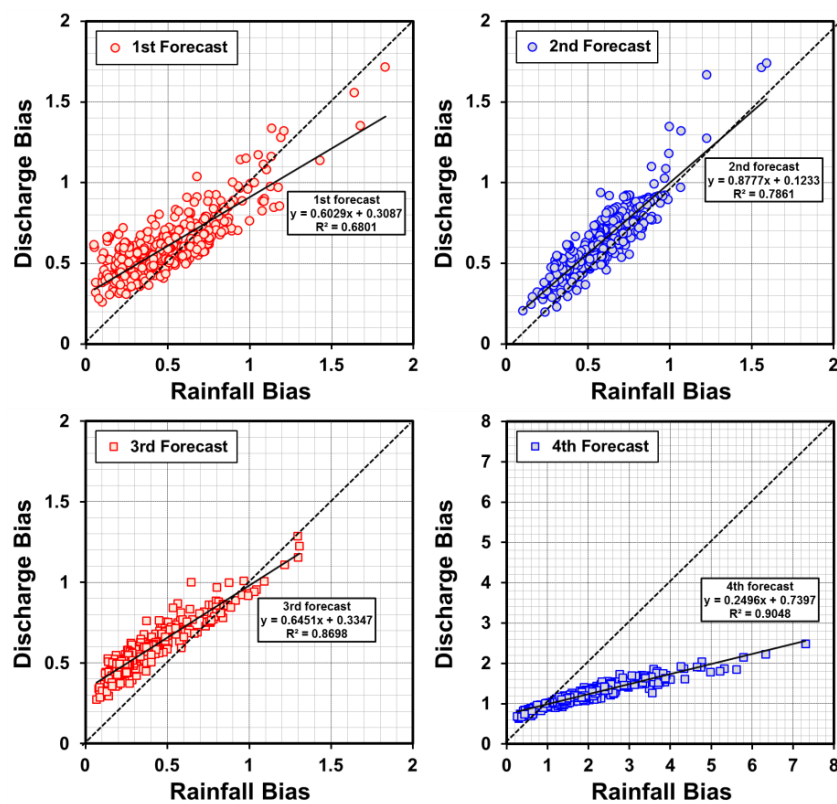 1st Forecast
Discharge Bias
2
1.5
1
0.5
0
1st forecast
y = 0.6029x + 0.3087
R² = 0.6801
0 0.5 1 1.5 2
Rainfall Bias
2nd Forecast
Discharge Bias
2
1.5
1
0.5
0
2nd forecast
y = 0.8777x + 0.1233
R² = 0.7861
0 0.5 1 1.5 2
Rainfall Bias
3rd Forecast
Discharge Bias
2
1.5
1
0.5
0
3rd forecast
y = 0.6451x + 0.3347
R² = 0.8698
0 0.5 1 1.5 2
Rainfall Bias
4th Forecast
Discharge Bias
8
7
6
5
4
3
2
1
0
4th forecast
y = 0.2496x + 0.7397
R² = 0.9048
0 1 2 3 4 5 6 7 8
Rainfall Bias